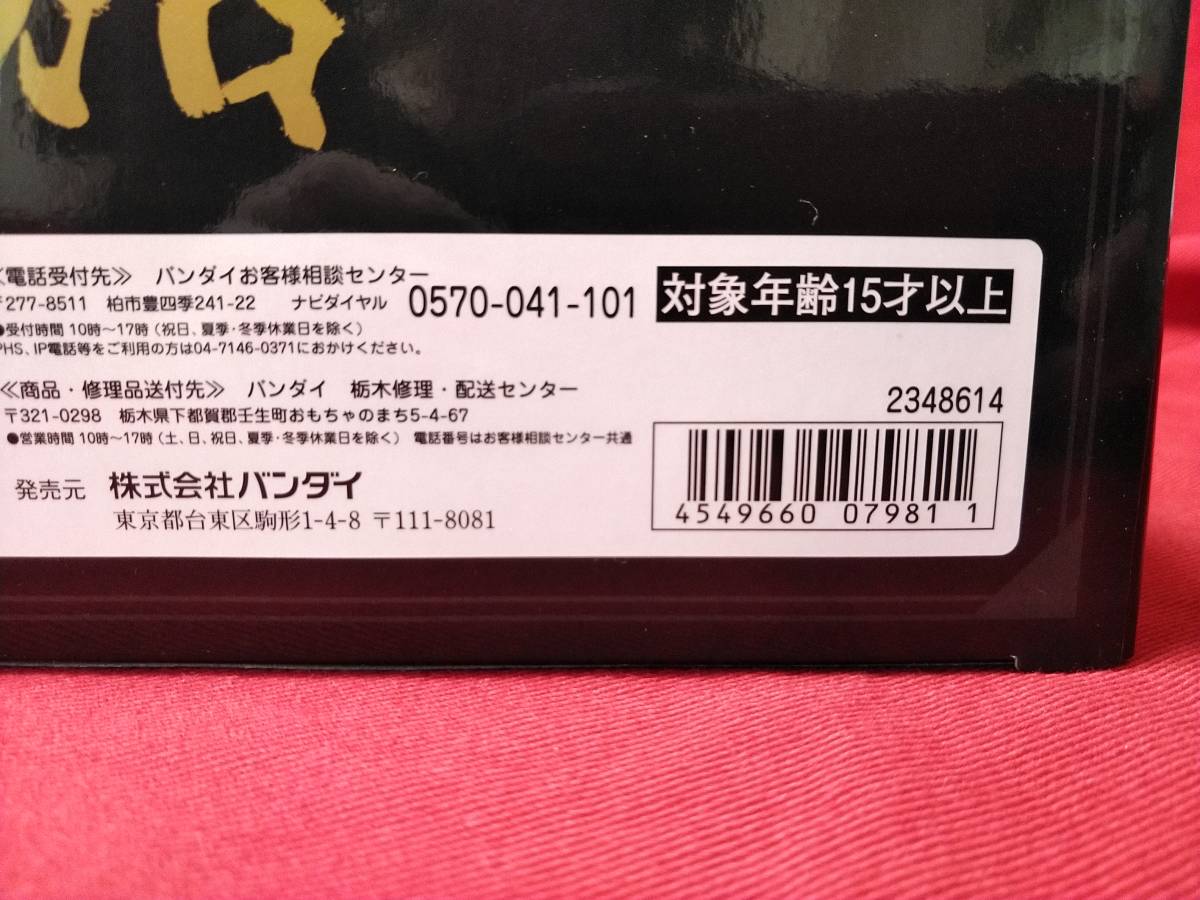 ≪電話受付先≫ バンダイお客様相談センター
〒277-8511 柏市豊四季241-22 ナビダイヤル 0570-041-101
●受付時間 10時〜17時(祝日、夏季・冬季休業日を除く)
PHS、IP電話等をご利用の方は04-7146-0371におかけください。
対象年齢15才以上
≪商品・修理品送付先≫ バンダイ 栃木修理・配送センター
〒321-0298 栃木県下都賀郡壬生町おもちゃのまち5-4-67
●営業時間 10時〜17時(土、日、祝日、夏季・冬季休業日を除く) 電話番号はお客様相談センター共通
発売元 株式会社バンダイ
東京都台東区駒形1-4-8 〒111-8081
2348614
4549660 07981 1